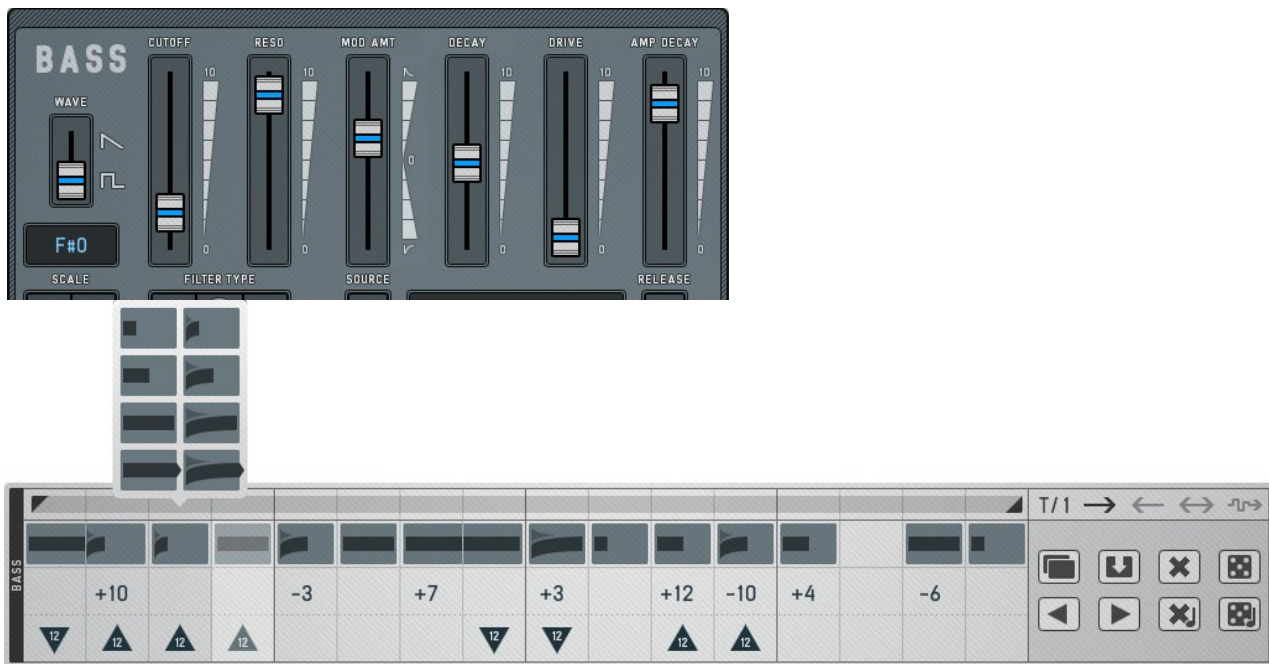 CUTOFF RESO MOD AMT DECAY DRIVE AMP DECAY
BASS
10 10 10 10 10
WAVE
0
F#0
0 0 0 0 0
SCALE FILTER TYPE SOURCE RELEASE
T/1
BASS
+10 -3 +7 +3 +12 -10 +4 -6
12 12 12 12 12 12 12 12